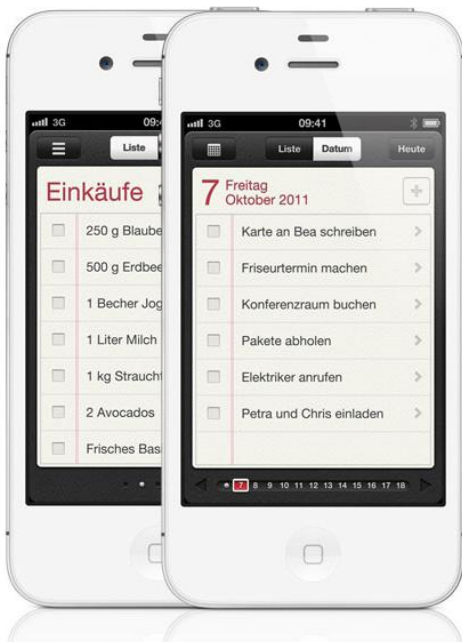 3G 09:4
Liste
Einkäufe
250 g Blaube
500 g Erdbee
1 Becher Jog
1 Liter Milch
1 kg Straucht
2 Avocados
Frisches Bas
3G 09:41
Liste Datum Heute
7 Freitag
Oktober 2011
Karte an Bea schreiben
Friseurtermin machen
Konferenzraum buchen
Pakete abholen
Elektriker anrufen
Petra und Chris einladen
7 8 9 10 11 12 13 14 15 16 17 18